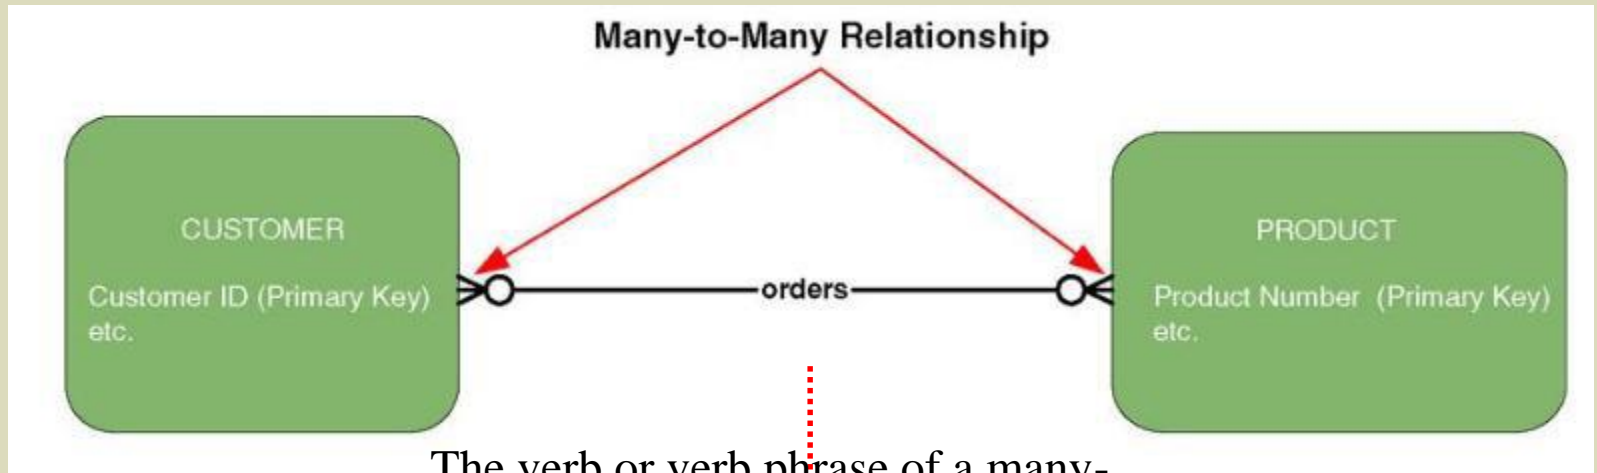 Many-to-Many Relationship
CUSTOMER
Customer ID (Primary Key)
etc.
orders
PRODUCT
Product Number (Primary Key)
etc.
The verb or verb phrase of a many-